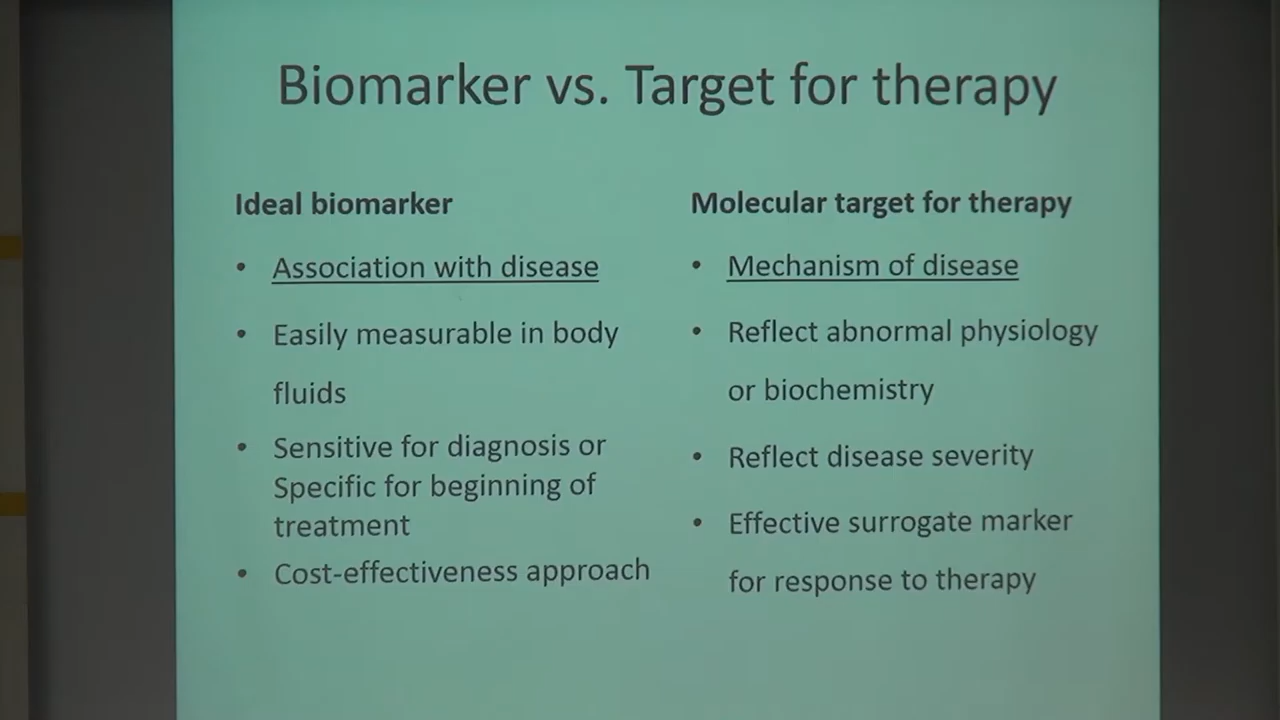 Biomarker vs. Target for therapy
Ideal biomarker
• Association with disease
• Easily measurable in body
fluids
• Sensitive for diagnosis or
Specific for beginning of
treatment
• Cost-effectiveness approach
Molecular target for therapy
• Mechanism of disease
• Reflect abnormal physiology
or biochemistry
• Reflect disease severity
• Effective surrogate marker
for response to therapy